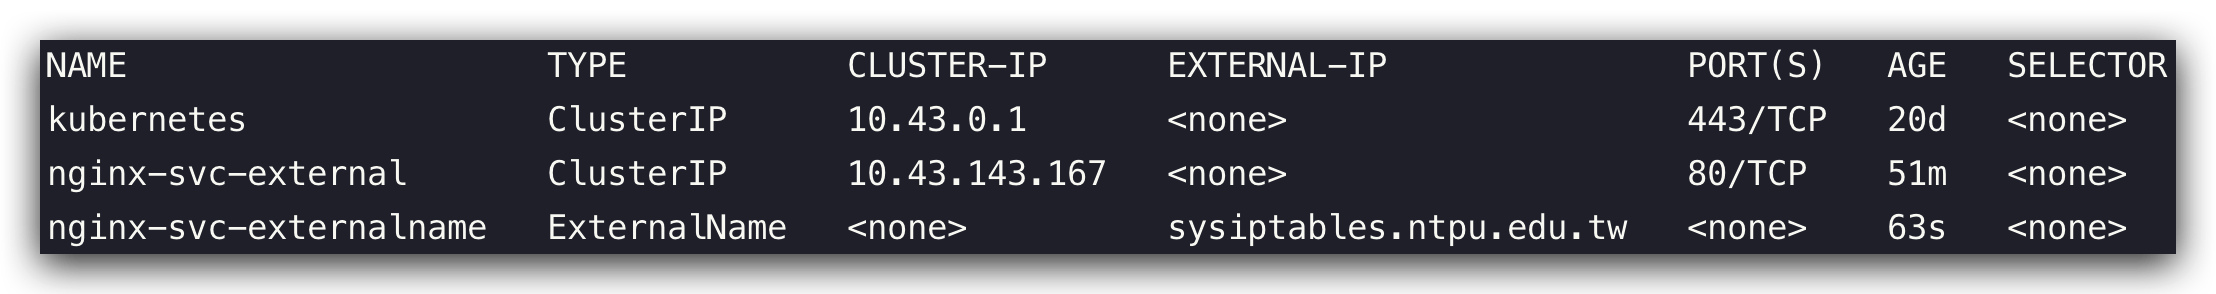 NAME TYPE CLUSTER-IP EXTERNAL-IP PORT(S) AGE SELECTOR
kubernetes ClusterIP 10.43.0.1 <none> 443/TCP 20d <none>
nginx-svc-external ClusterIP 10.43.143.167 <none> 80/TCP 51m <none>
nginx-svc-externalname ExternalName <none> sysiptables.ntpu.edu.tw <none> 63s <none>